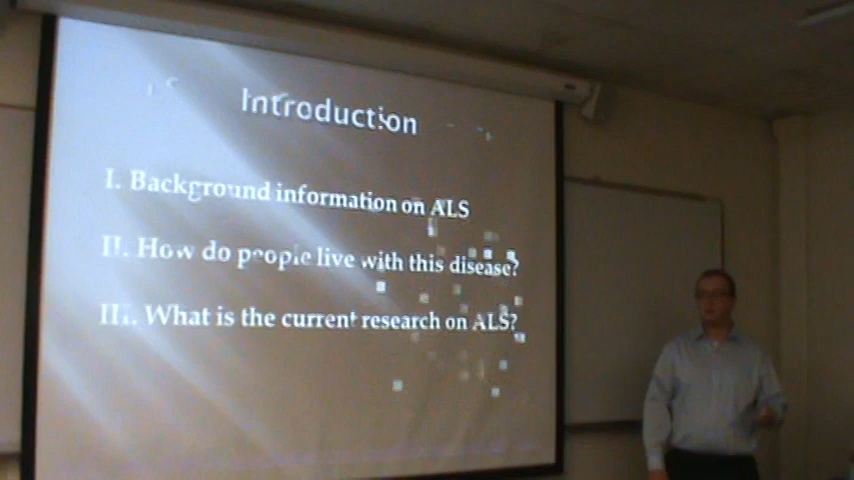 Introduction
I. Background information on ALS
II. How do people live with this disease?
III. What is the current research on ALS?